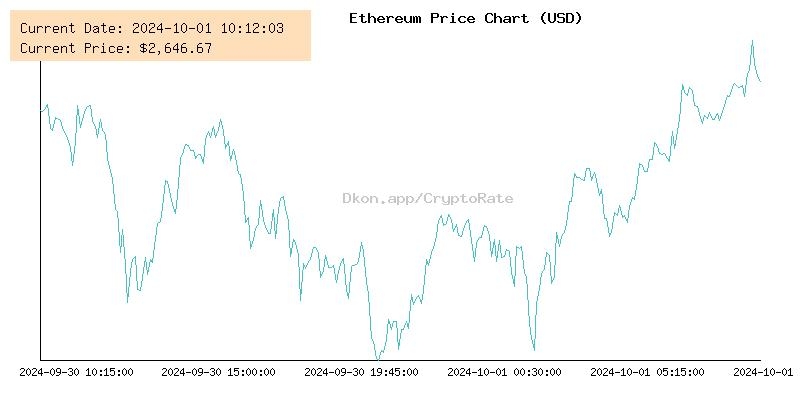 Ethereum Price Chart (USD)
Current Date: 2024-10-01 10:12:03
Current Price: $2,646.67
Dkon.app/CryptoRate
2024-09-30 10:15:00
2024-09-30 15:00:00
2024-09-30 19:45:00
2024-10-01 00:30:00
2024-10-01 05:15:00
2024-10-01